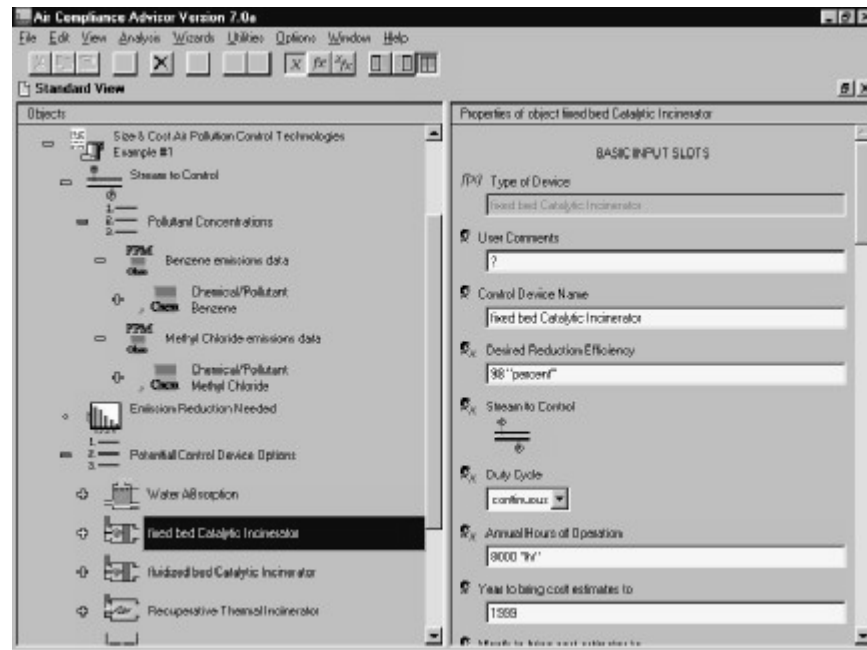 Air Compliance Advisor Version 7.0a
File Edit View Analysis Wizards Utilities Options Window Help
Standard View
Objects
Size & Cost Air Pollution Control Technologies
Example #1
Stream to Control
Pollutant Concentrations
Benzene emissions data
Chemical/Pollutant
Benzene
Methyl Chloride emissions data
Chemical/Pollutant
Methyl Chloride
Emission Reduction Needed
Potential Control Device Options
Water ABsorption
fixed bed Catalytic Incinerator
fluidized bed Catalytic Incinerator
Recuperative Thermal Incinerator
Properties of object fixed bed Catalytic Incinerator
BASIC INPUT SLOTS
Type of Device
fixed bed Catalytic Incinerator
User Comments
?
Control Device Name
fixed bed Catalytic Incinerator
Desired Reduction Efficiency
98 "percent"
Stream to Control
Duty Cycle
continuous
Annual Hours of Operation
8000 "hr"
Year to bring cost estimates to
1999